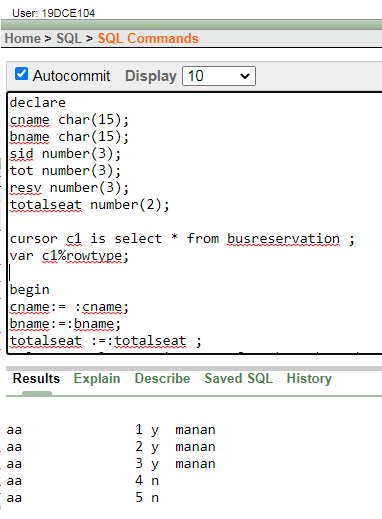 User: 19DCE104
Home > SQL > SQL Commands
Autocommit Display 10
declare
cname char(15);
bname char(15);
sid number(3);
tot number(3);
resv number(3);
totalseat number(2);
cursor c1 is select * from busreservation ;
var c1%rowtype;
begin
cname:= :cname;
bname:=:bname;
totalseat :=:totalseat ;
Results Explain Describe Saved SQL History
aa 1 y manan
aa 2 y manan
aa 3 y manan
aa 4 n
aa 5 n